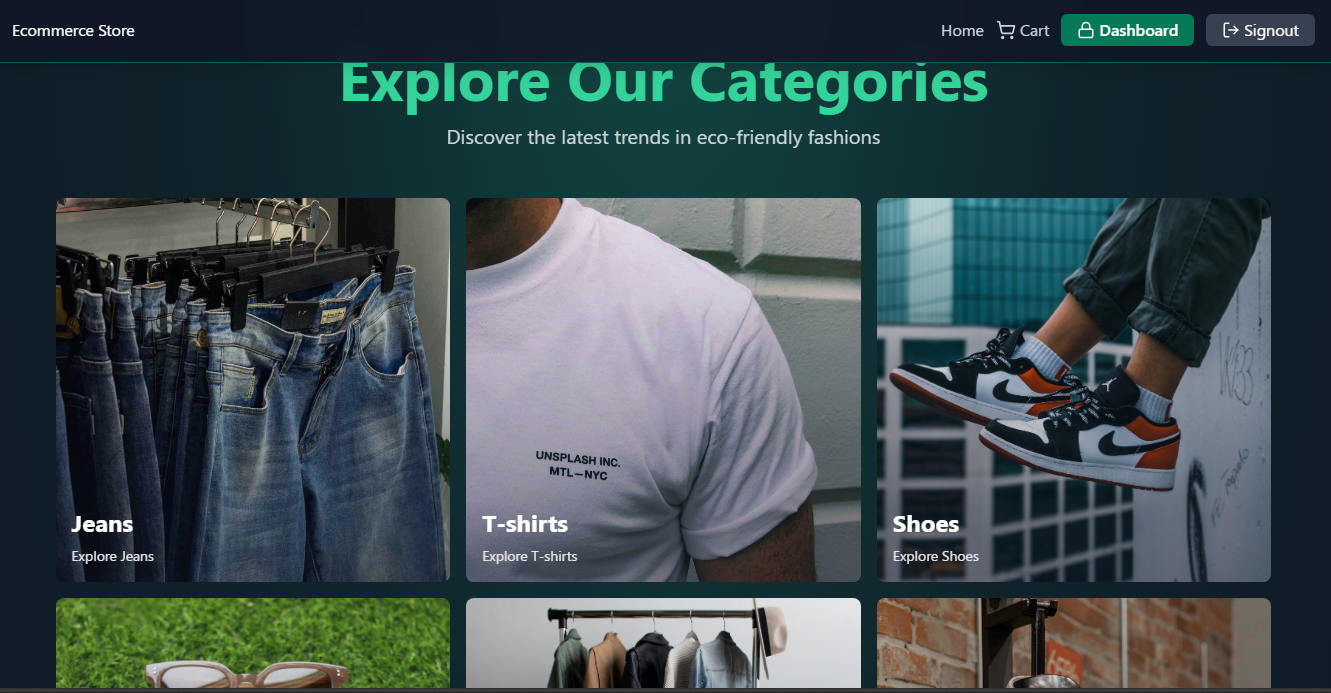 Ecommerce Store
Home
Cart
Dashboard
Signout
Explore Our Categories
Discover the latest trends in eco-friendly fashions
UNSPLASH INC.
MTL—NYC
Jeans
Explore Jeans
T-shirts
Explore T-shirts
Shoes
Explore Shoes